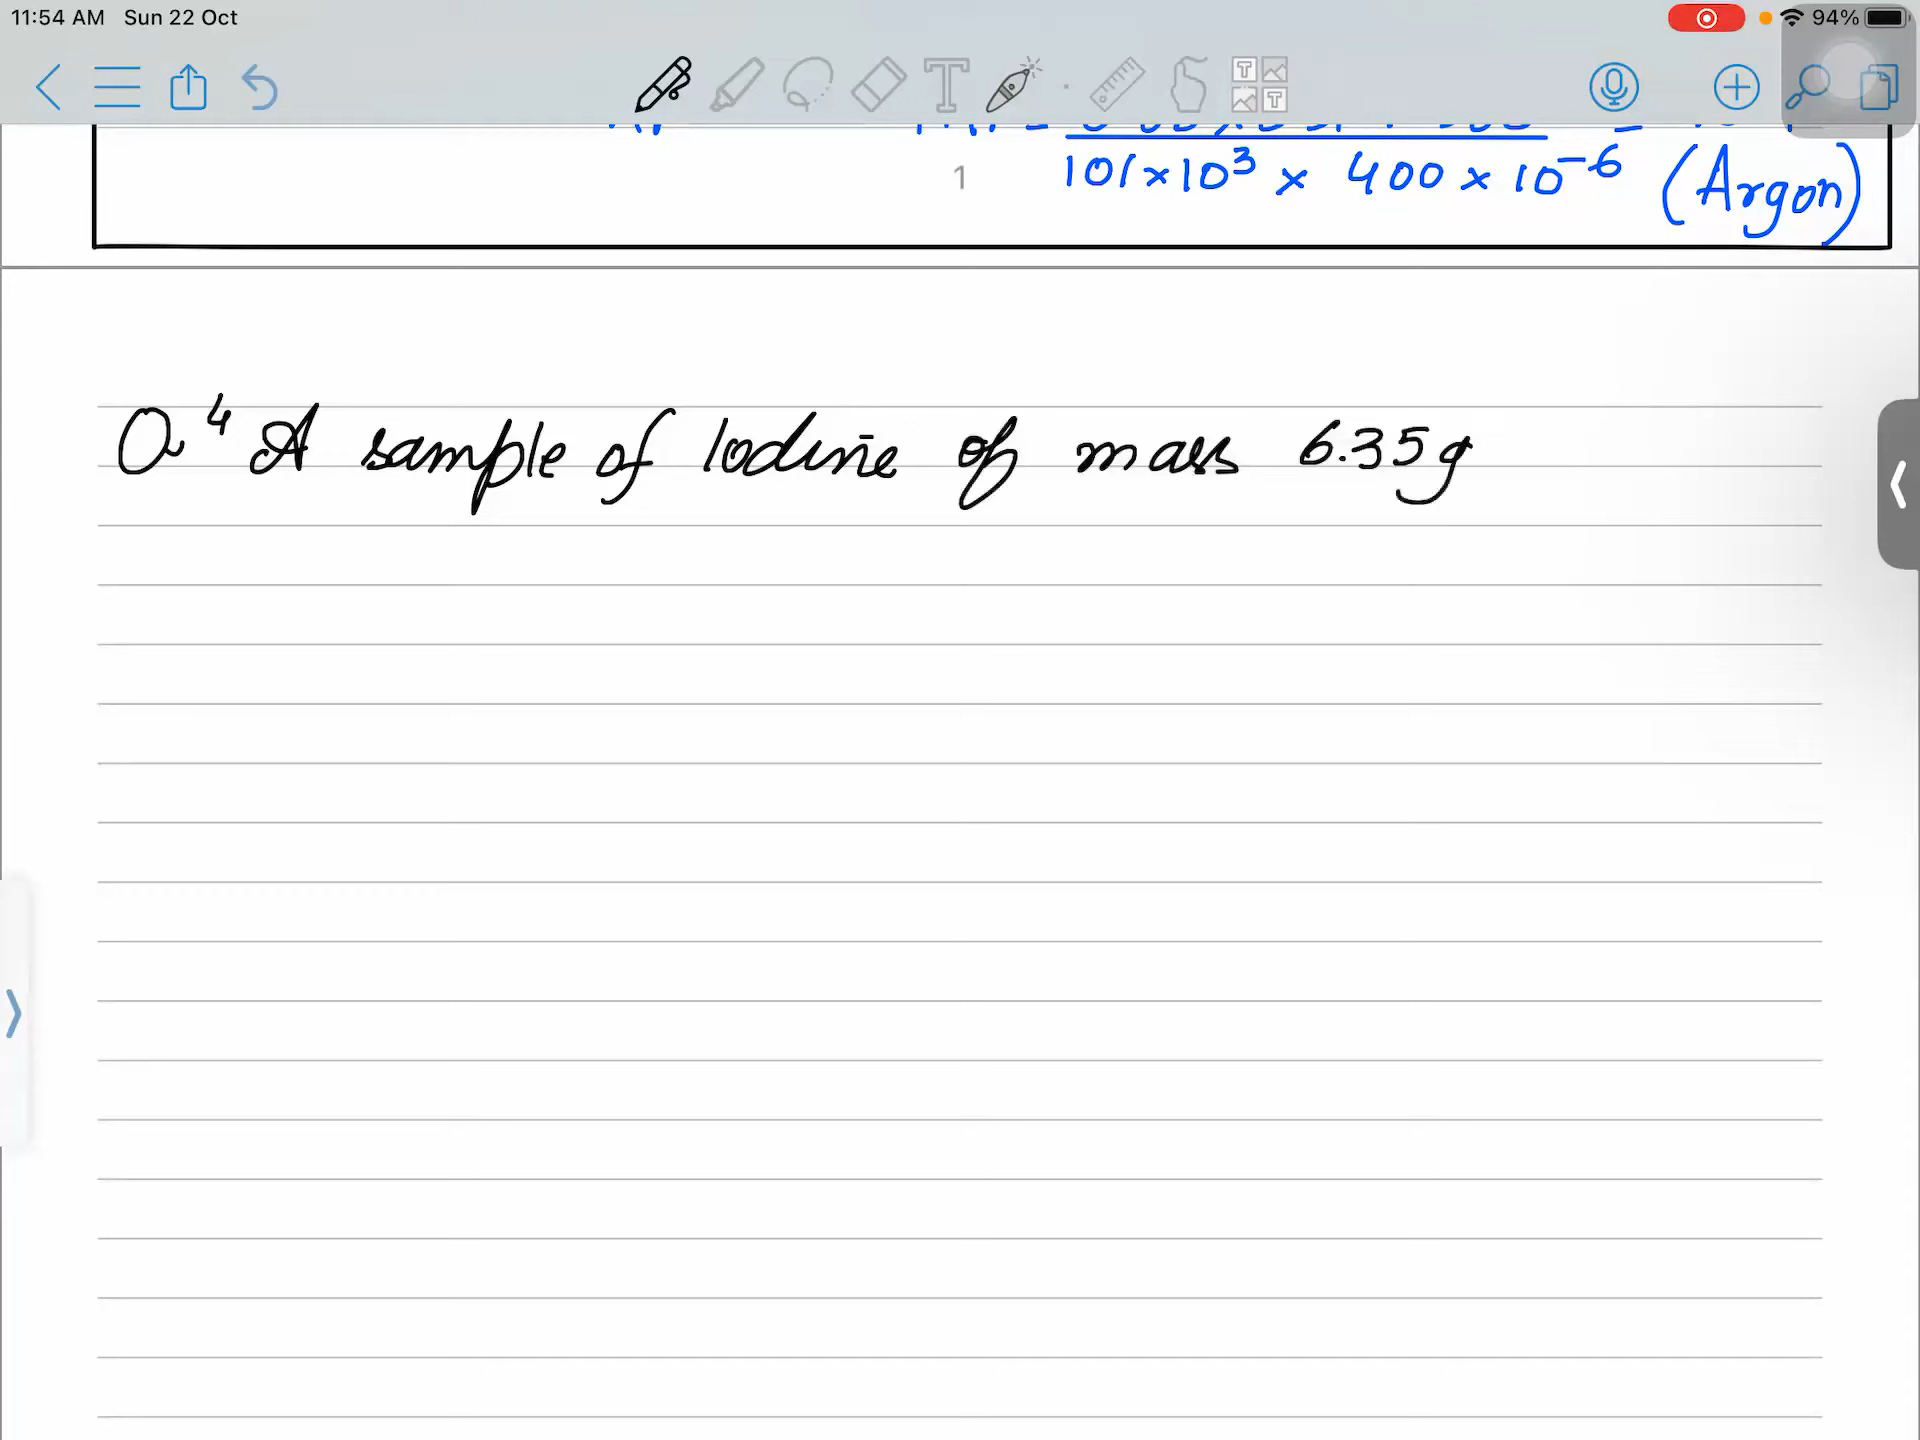 11:54 AM Sun 22 Oct
94%
1
101×10³ × 400 × 10⁻⁶ (Argon)
Q⁴ A sample of Iodine of mass 6.35g